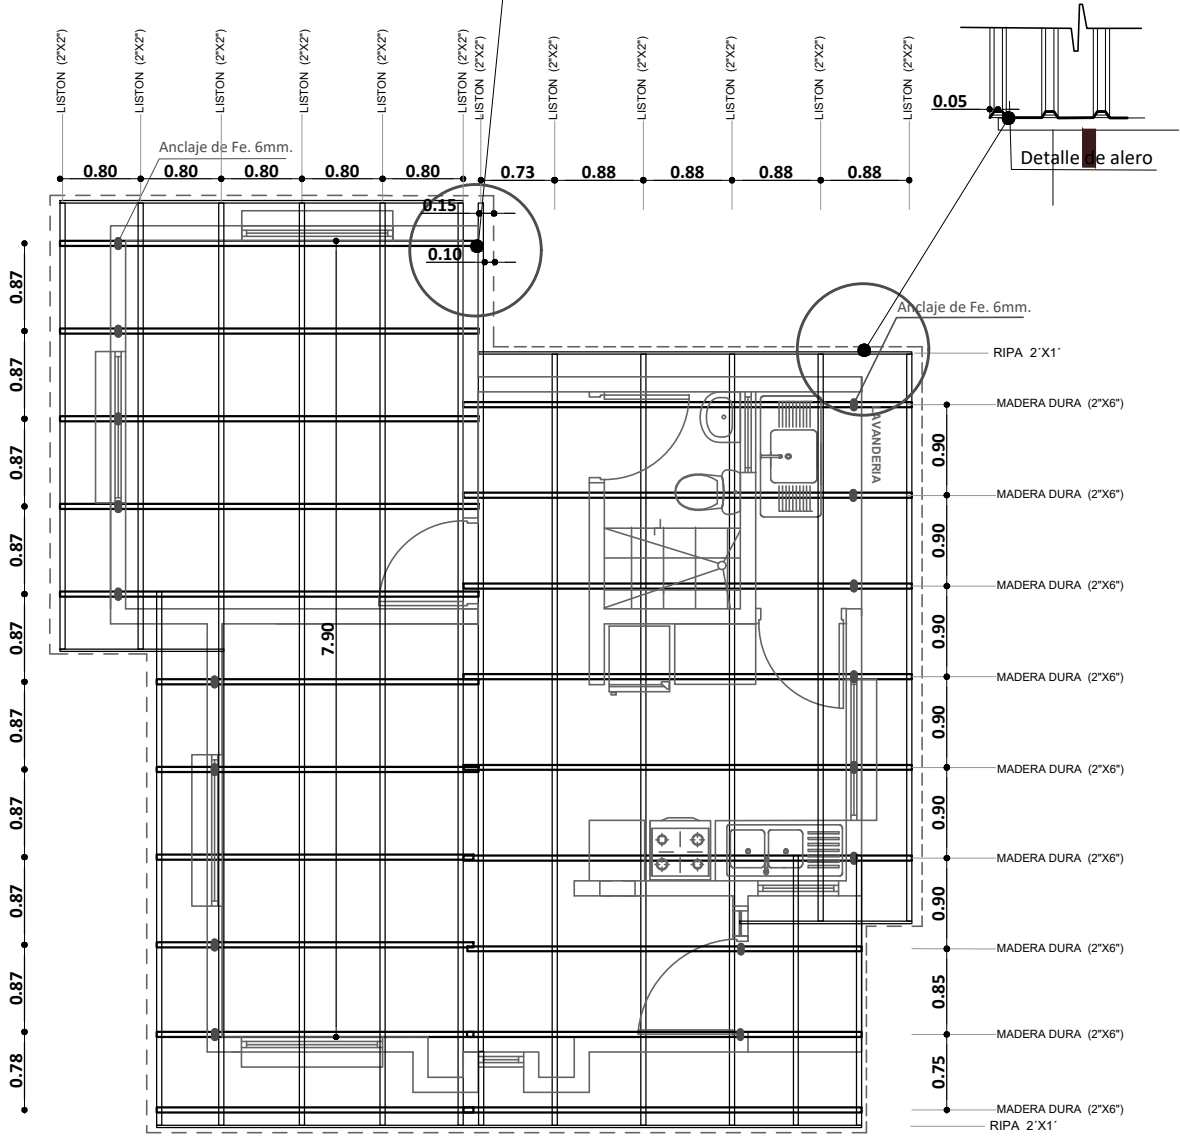 LISTON (2"X2")
LISTON (2"X2")
LISTON (2"X2")
LISTON (2"X2")
LISTON (2"X2")
LISTON (2"X2")
LISTON (2"X2")
LISTON (2"X2")
LISTON (2"X2")
LISTON (2"X2")
LISTON (2"X2")
LISTON (2"X2")
0.05
Detalle de alero
Anclaje de Fe. 6mm.
0.80
0.80
0.80
0.80
0.80
0.73
0.88
0.88
0.88
0.88
0.15
0.10
Anclaje de Fe. 6mm.
RIPA 2´X1´
MADERA DURA (2"X6")
LAVANDERIA
MADERA DURA (2"X6")
MADERA DURA (2"X6")
MADERA DURA (2"X6")
MADERA DURA (2"X6")
MADERA DURA (2"X6")
MADERA DURA (2"X6")
MADERA DURA (2"X6")
MADERA DURA (2"X6")
RIPA 2´X1´
0.87
0.87
0.87
0.87
0.87
0.87
0.87
0.87
0.87
0.78
7.90
0.90
0.90
0.90
0.90
0.90
0.90
0.85
0.75